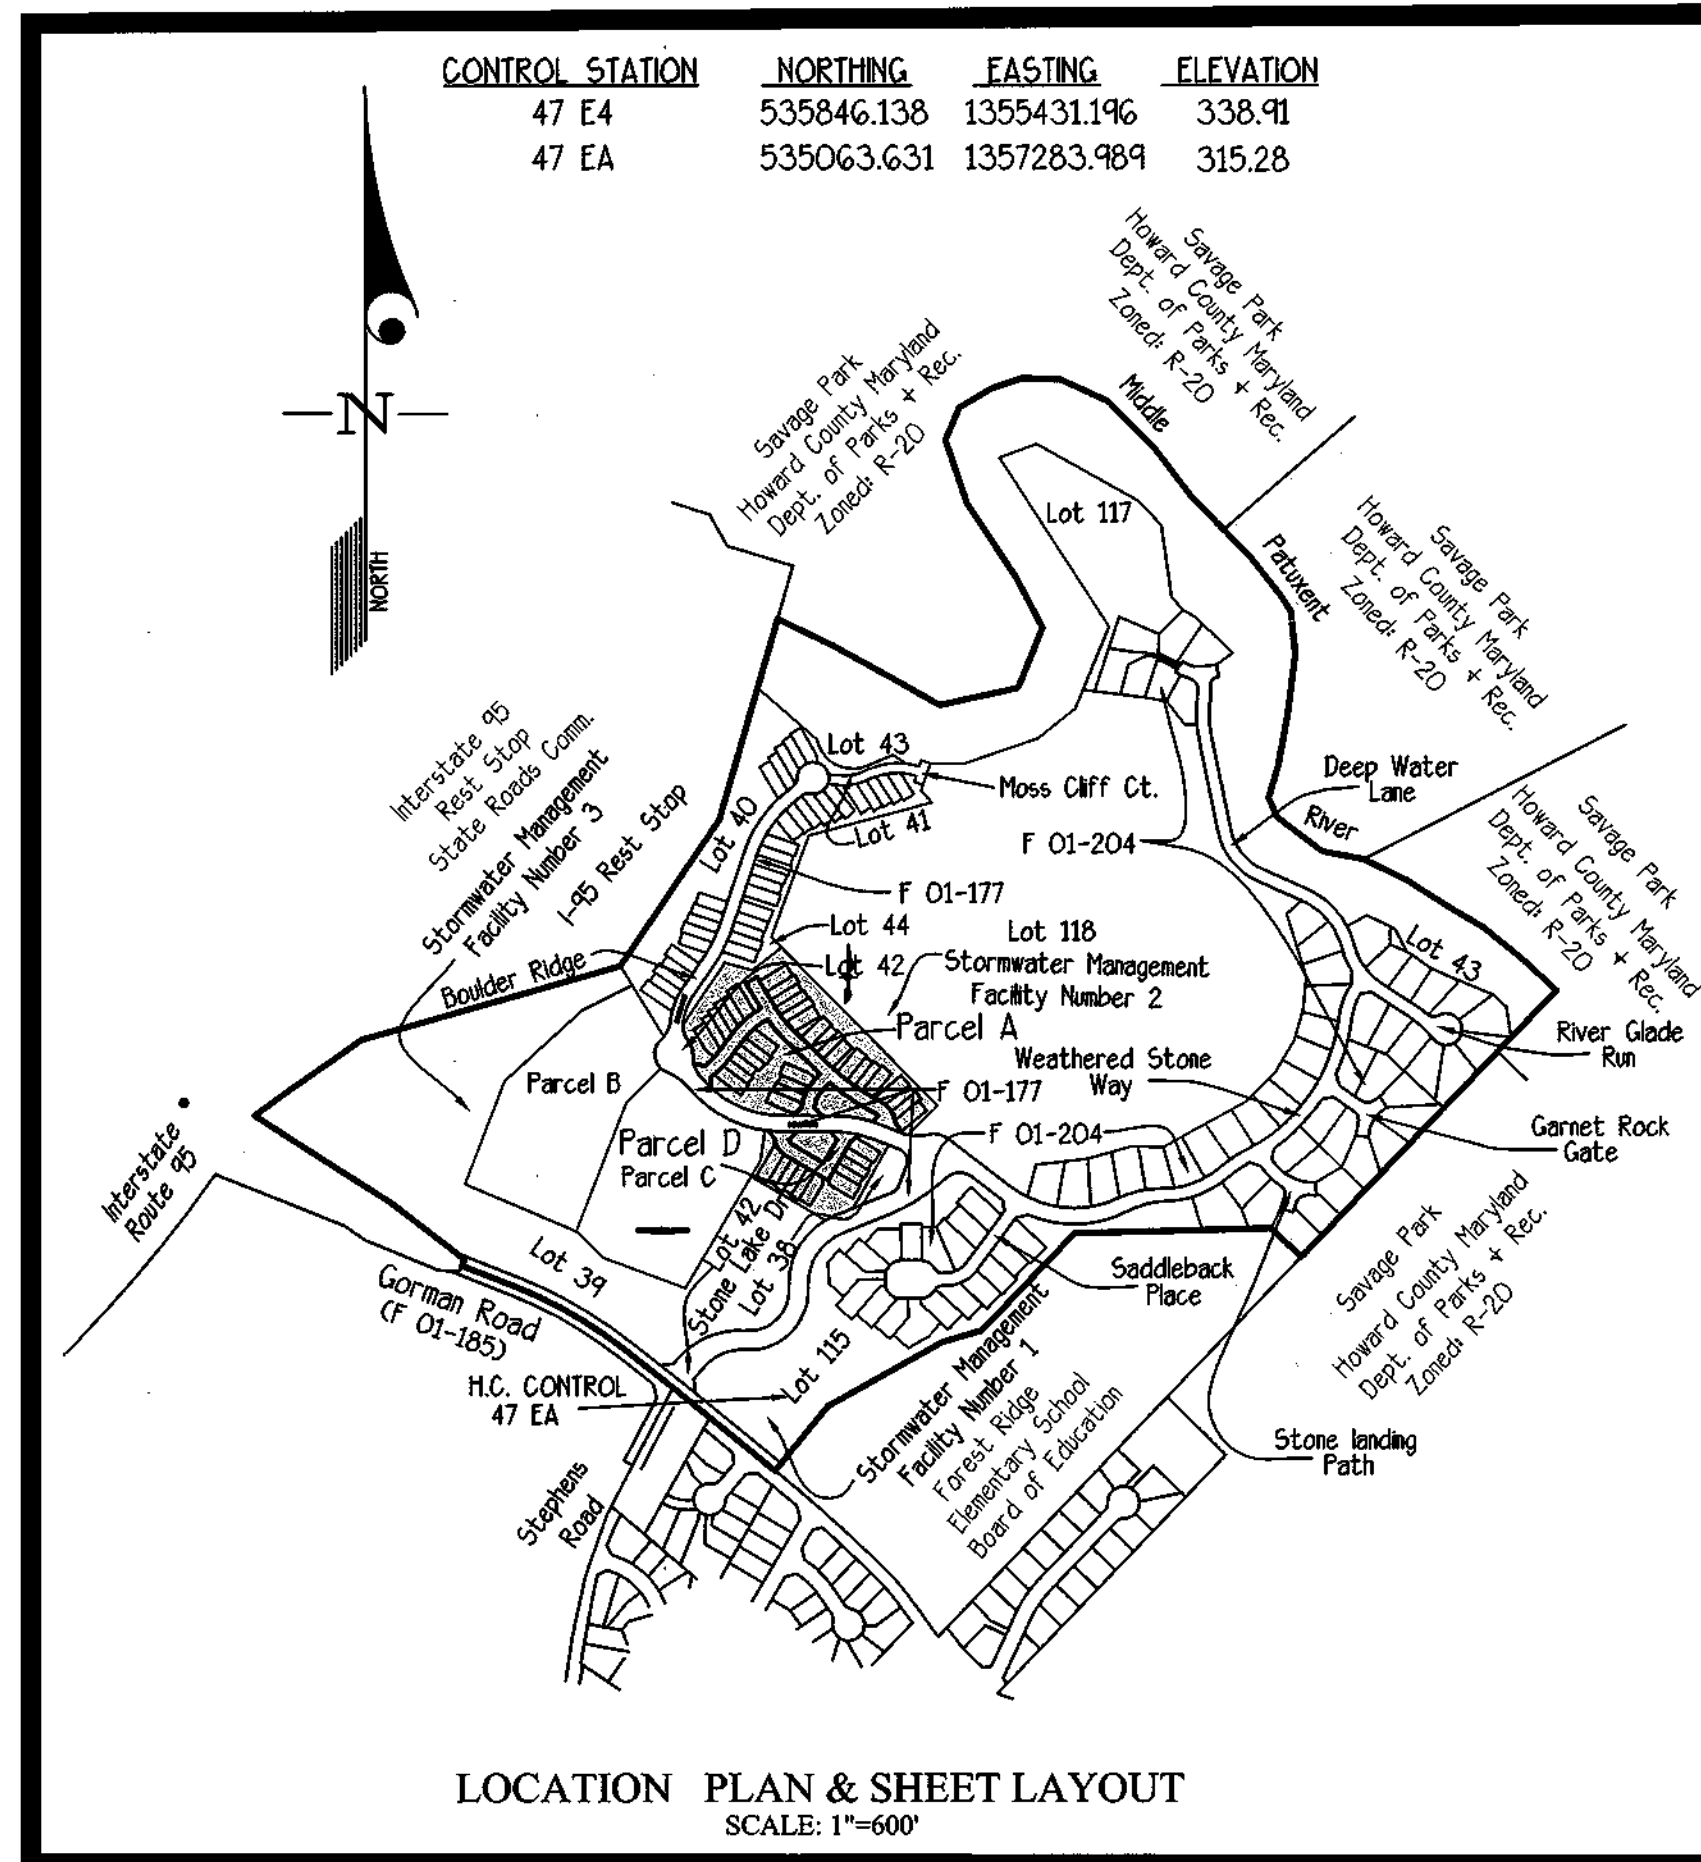 CONTROL STATION NORTHING EASTING ELEVATION
47 E4 535846.138 1355431.196 338.91
47 EA 535063.631 1357283.989 315.28
N
NORTH
Savage Park
Howard County Maryland
Dept. of Parks & Rec.
Zoned: R-20
Savage Park
Howard County Maryland
Dept. of Parks & Rec.
Zoned: R-20
Middle
Patuxent
River
Lot 117
Savage Park
Howard County Maryland
Dept. of Parks & Rec.
Zoned: R-20
Interstate 95
Rest Stop
State Roads Comm.
Stormwater Management
Facility Number 3
I-95 Rest Stop
Lot 43
Moss Cliff Ct.
Lot 40
Lot 41
F 01-204
Deep Water
Lane
Savage Park
Howard County Maryland
Dept. of Parks & Rec.
Zoned: R-20
F 01-177
Lot 44
Lot 42
Lot 118
Stormwater Management
Facility Number 2
Lot 43
Boulder Ridge
Parcel A
River Glade
Run
Parcel B
Weathered Stone
Way
F 01-177
F 01-204
Garnet Rock
Gate
Parcel D
Parcel C
Interstate
Route 95
Lot 42
Stone Lake Dr.
Lot 38
Lot 39
Gorman Road
(F 01-185)
Saddleback
Place
Savage Park
Howard County Maryland
Dept. of Parks & Rec.
Zoned: R-20
H.C. CONTROL
47 EA
Lot 115
Stormwater Management
Facility Number 1
Forest Ridge
Elementary School
Board of Education
Stone landing
Path
Stephens
Road
LOCATION PLAN & SHEET LAYOUT
SCALE: 1"=600'